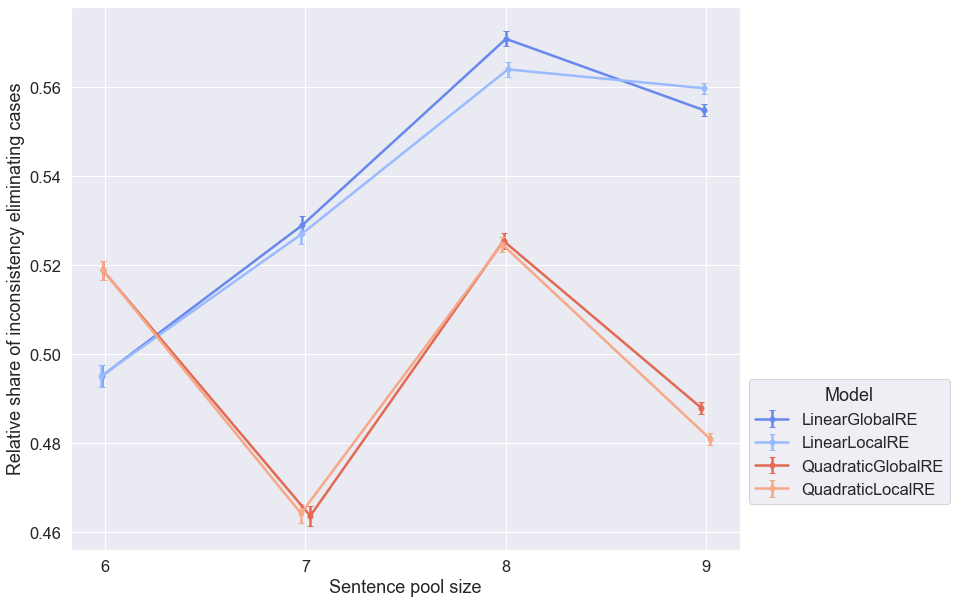 Relative share of inconsistency eliminating cases
0.56
0.54
0.52
0.50
0.48
0.46
6
7
8
9
Sentence pool size
Model
LinearGlobalRE
LinearLocalRE
QuadraticGlobalRE
QuadraticLocalRE